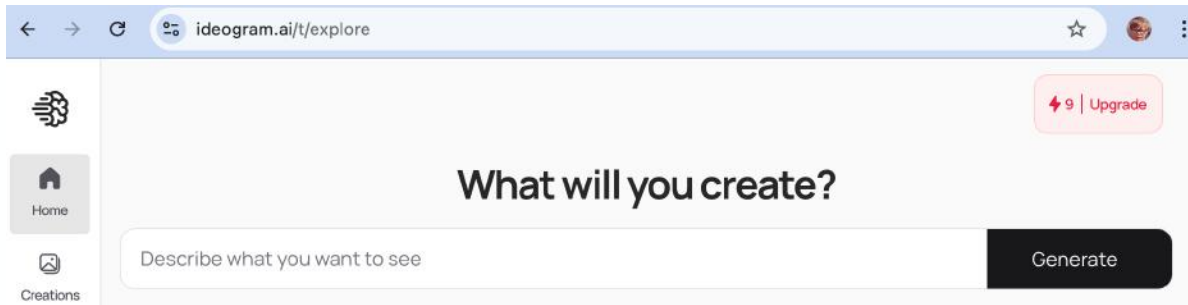 ideogram.ai/t/explore
9 | Upgrade
What will you create?
Home
Describe what you want to see
Generate
Creations